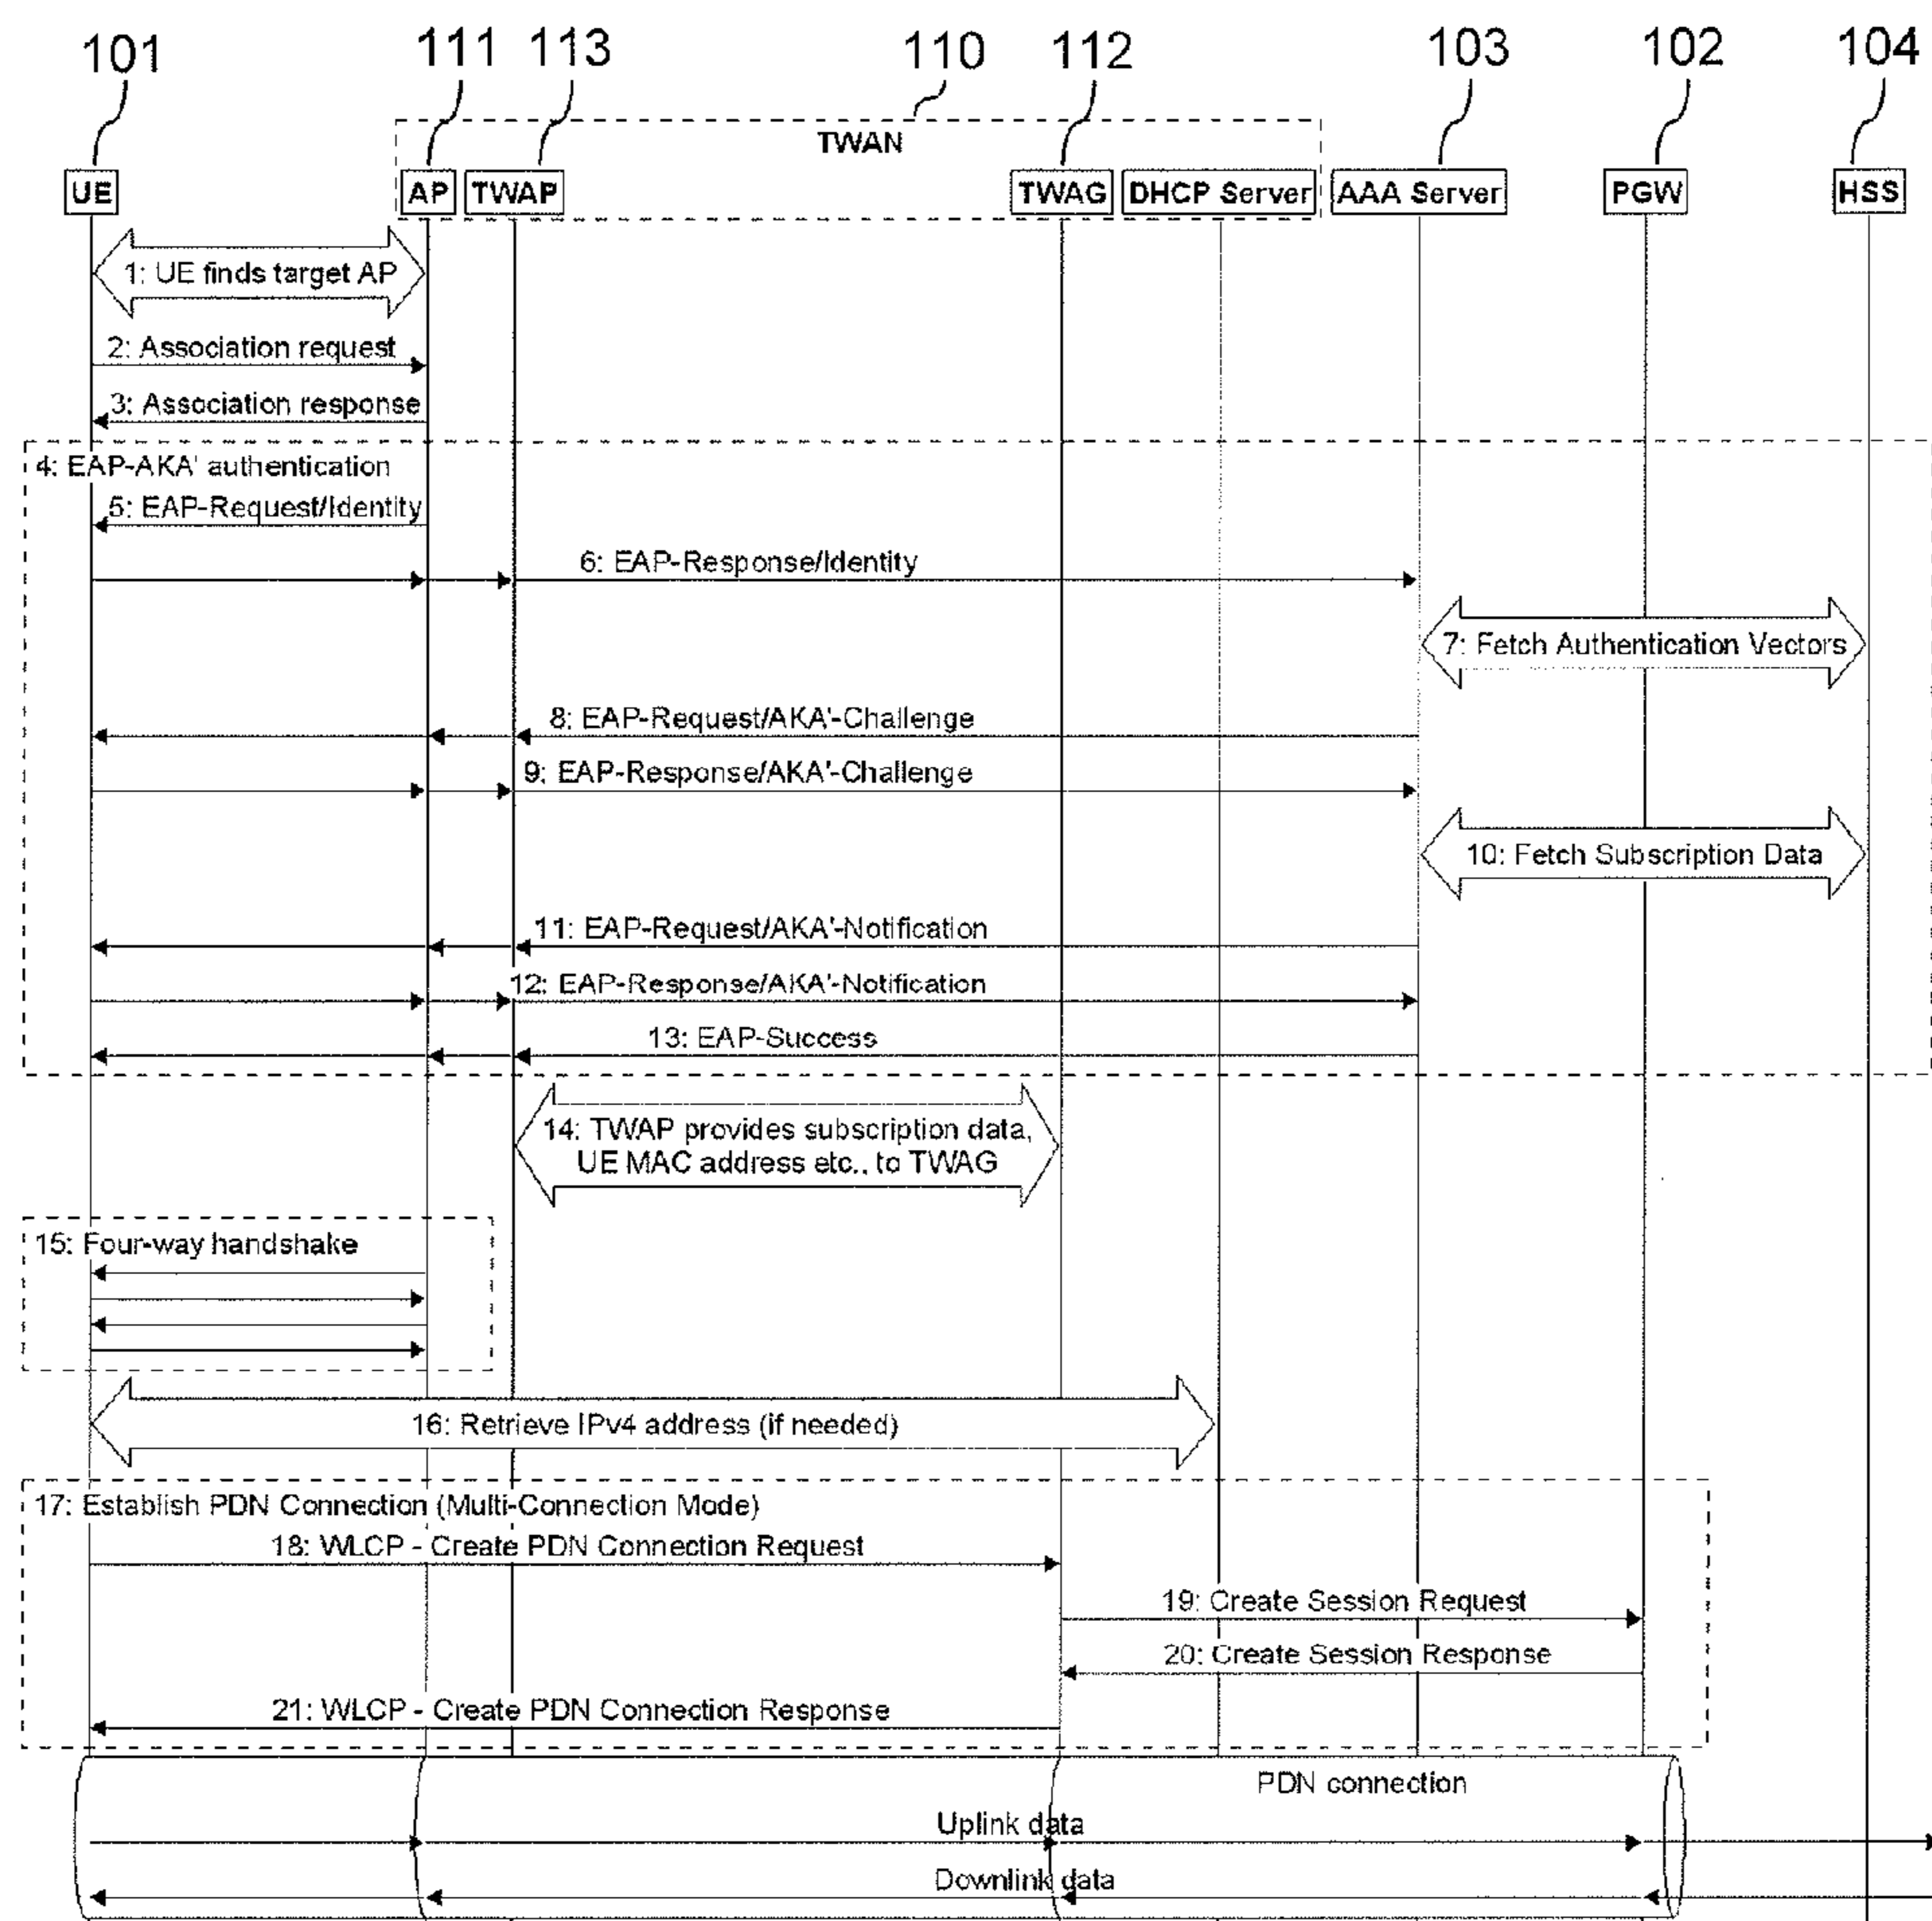 101
111
113
110
112
103
102
104
TWAN
UE
AP
TWAP
TWAG
DHCP Server
AAA Server
PGW
HSS
1: UE finds target AP
2: Association request
3: Association response
4: EAP-AKA' authentication
5: EAP-Request/Identity
6: EAP-Response/Identity
7: Fetch Authentication Vectors
8: EAP-Request/AKA'-Challenge
9: EAP-Response/AKA'-Challenge
10: Fetch Subscription Data
11: EAP-Request/AKA'-Notification
12: EAP-Response/AKA'-Notification
13: EAP-Success
14: TWAP provides subscription data,
UE MAC address etc., to TWAG
15: Four-way handshake
16: Retrieve IPv4 address (if needed)
17: Establish PDN Connection (Multi-Connection Mode)
18: WLCP - Create PDN Connection Request
19: Create Session Request
20: Create Session Response
21: WLCP - Create PDN Connection Response
PDN connection
Uplink data
Downlink data